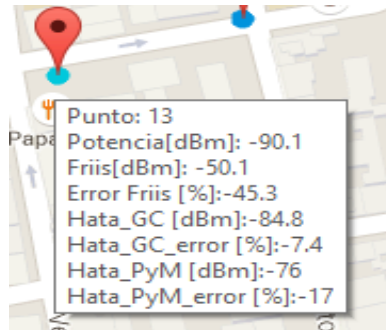 Papa
Punto: 13
Potencia[dBm]: -90.1
Friis[dBm]: -50.1
Error Friis [%]:-45.3
Hata_GC [dBm]:-84.8
Hata_GC_error [%]:-7.4
Hata_PyM [dBm]:-76
Hata_PyM_error [%]:-17